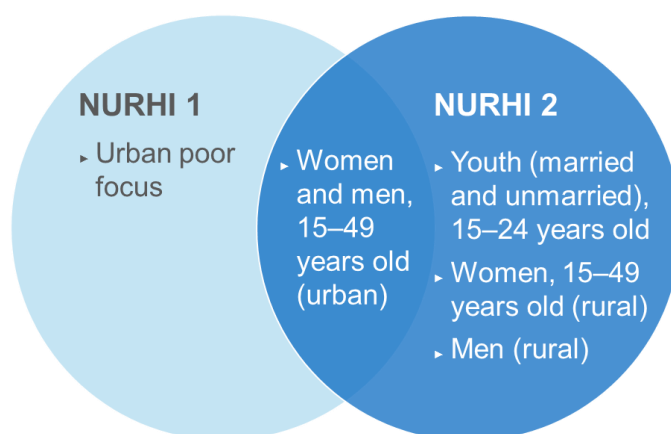 NURHI 1
▸ Urban poor
focus
▸ Women
and men,
15–49
years old
(urban)
NURHI 2
▸ Youth (married
and unmarried),
15–24 years old
▸ Women, 15–49
years old (rural)
▸ Men (rural)